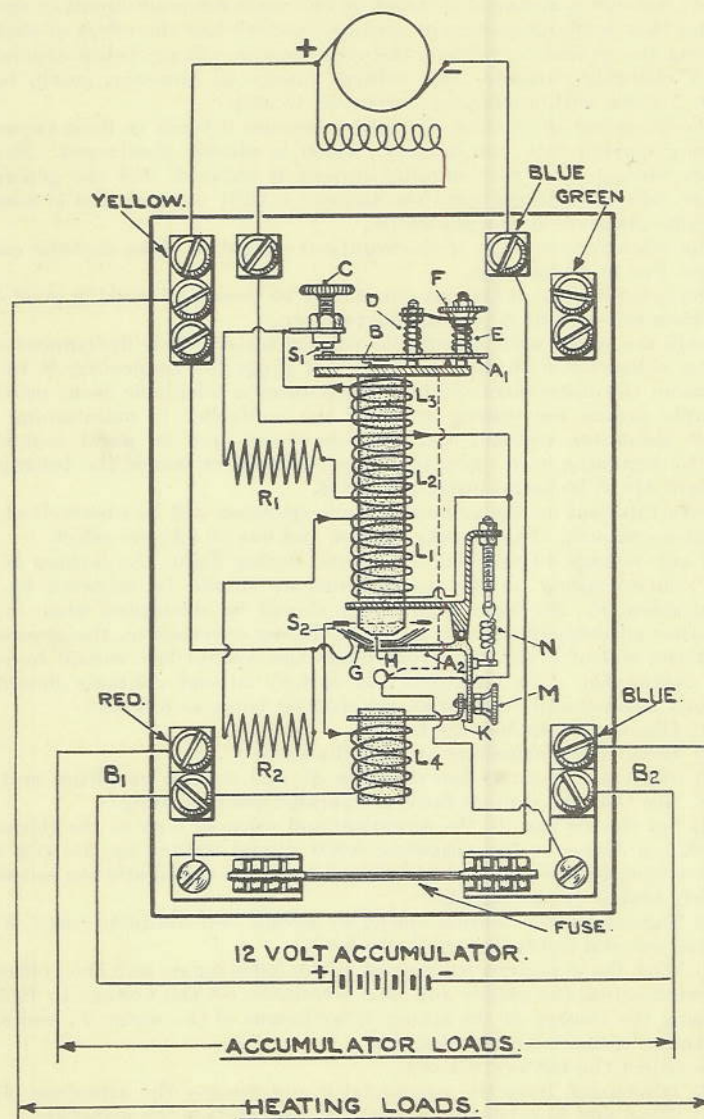 + -
YELLOW.
BLUE
GREEN
C
D
F
B
E
S1
A1
L3
R1
L2
L1
S2
N
G
H
A2
M
K
RED.
BLUE.
B1
R2
L4
B2
FUSE.
12 VOLT ACCUMULATOR.
+ -
ACCUMULATOR LOADS.
HEATING LOADS.